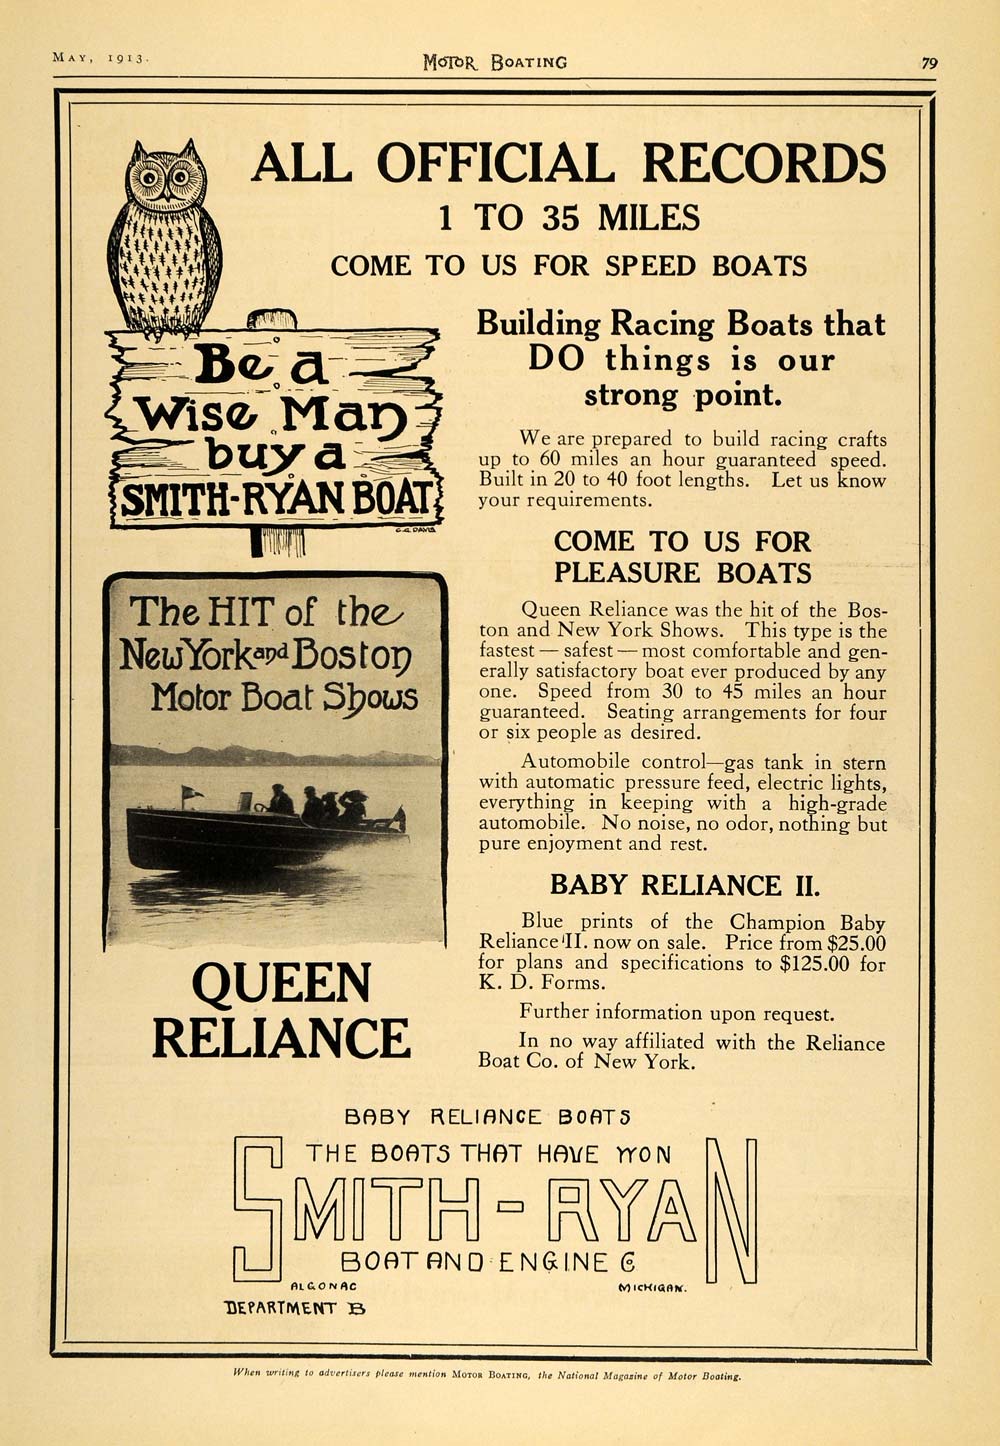 MAY, 1913.
MOTOR BOATING
79
ALL OFFICIAL RECORDS
1 TO 35 MILES
COME TO US FOR SPEED BOATS
Be a
Wise Man
buy a
SMITH-RYAN BOAT
C.G. DAVIS
The HIT of the
New York and Boston
Motor Boat Shows
QUEEN
RELIANCE
Building Racing Boats that
DO things is our
strong point.
We are prepared to build racing crafts
up to 60 miles an hour guaranteed speed.
Built in 20 to 40 foot lengths. Let us know
your requirements.
COME TO US FOR
PLEASURE BOATS
Queen Reliance was the hit of the Bos-
ton and New York Shows. This type is the
fastest — safest — most comfortable and gen-
erally satisfactory boat ever produced by any
one. Speed from 30 to 45 miles an hour
guaranteed. Seating arrangements for four
or six people as desired.
Automobile control—gas tank in stern
with automatic pressure feed, electric lights,
everything in keeping with a high-grade
automobile. No noise, no odor, nothing but
pure enjoyment and rest.
BABY RELIANCE II.
Blue prints of the Champion Baby
Reliance II. now on sale. Price from $25.00
for plans and specifications to $125.00 for
K. D. Forms.
Further information upon request.
In no way affiliated with the Reliance
Boat Co. of New York.
BABY RELIANCE BOATS
THE BOATS THAT HAVE WON
SMITH-RYAN
BOAT AND ENGINE Co
ALGONAC MICHIGAN.
DEPARTMENT B
When writing to advertisers please mention MOTOR BOATING, the National Magazine of Motor Boating.